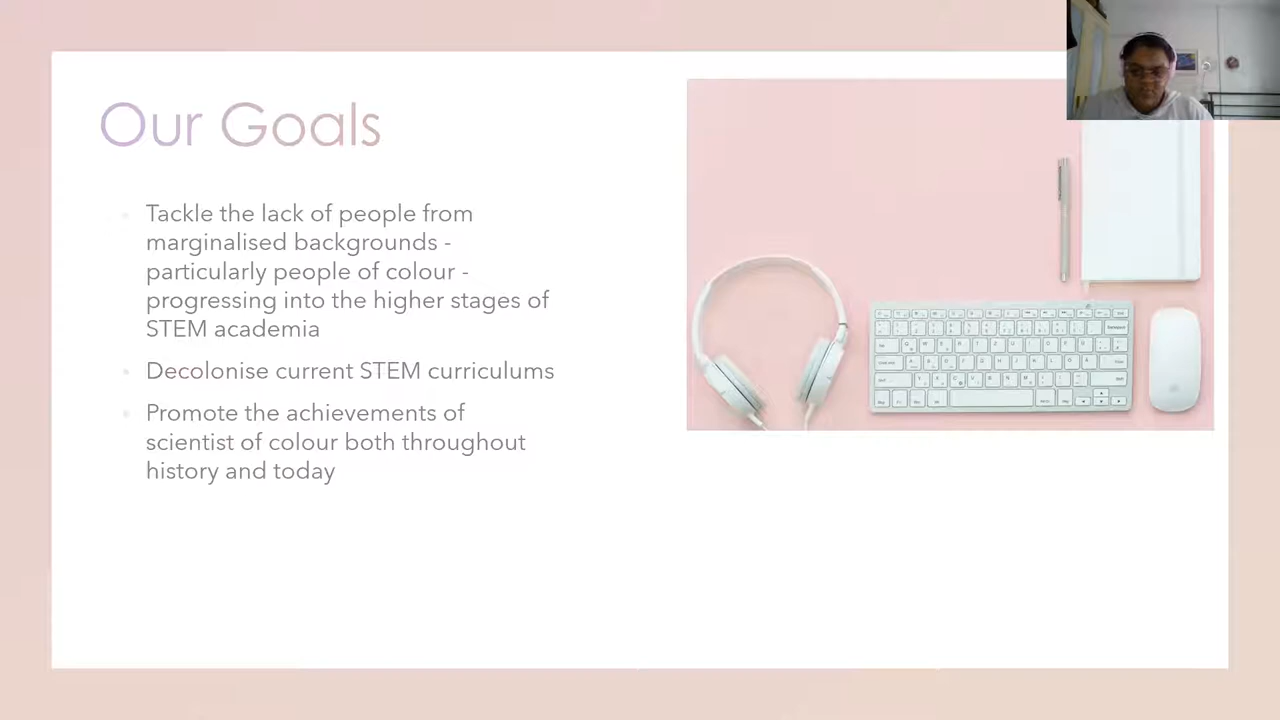 Our Goals
Tackle the lack of people from
marginalised backgrounds -
particularly people of colour -
progressing into the higher stages of
STEM academia
Decolonise current STEM curriculums
Promote the achievements of
scientist of colour both throughout
history and today